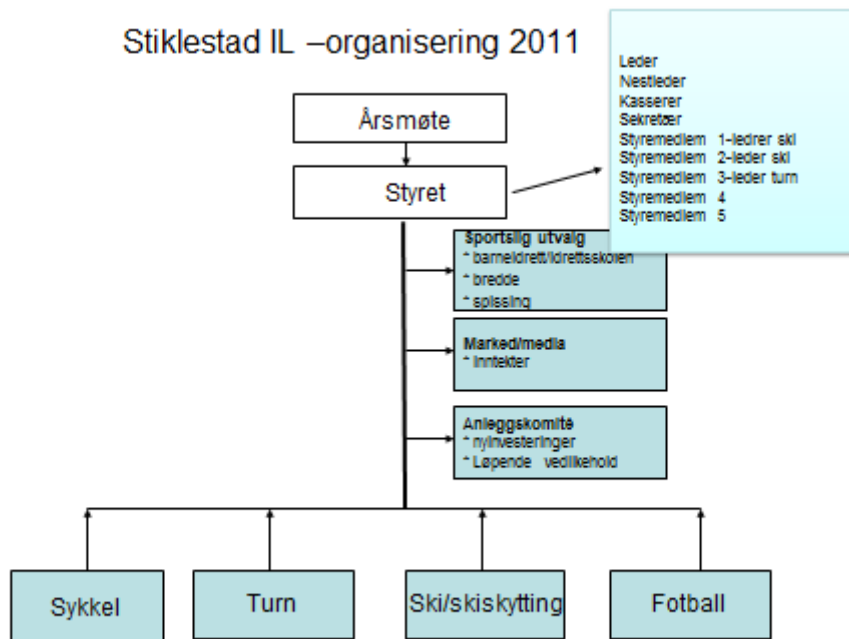 Stiklestad IL –organisering 2011
Leder
Nestleder
Kasserer
Sekretær
Styremedlem 1-ledrer ski
Styremedlem 2-leder ski
Styremedlem 3-leder turn
Styremedlem 4
Styremedlem 5
Årsmøte
Styret
Sportslig utvalg
* barneidrett/idrettsskolen
* bredde
* spissing
Marked/media
* Inntekter
Anleggskomité
* nyinvesteringer
* Løpende vedlikehold
Sykkel
Turn
Ski/skiskytting
Fotball